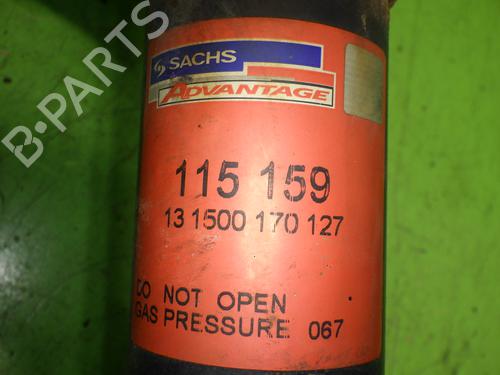 SACHS
ADVANTAGE
B-PARTS
115 159
13 1500 170 127
DO NOT OPEN
GAS PRESSURE 067